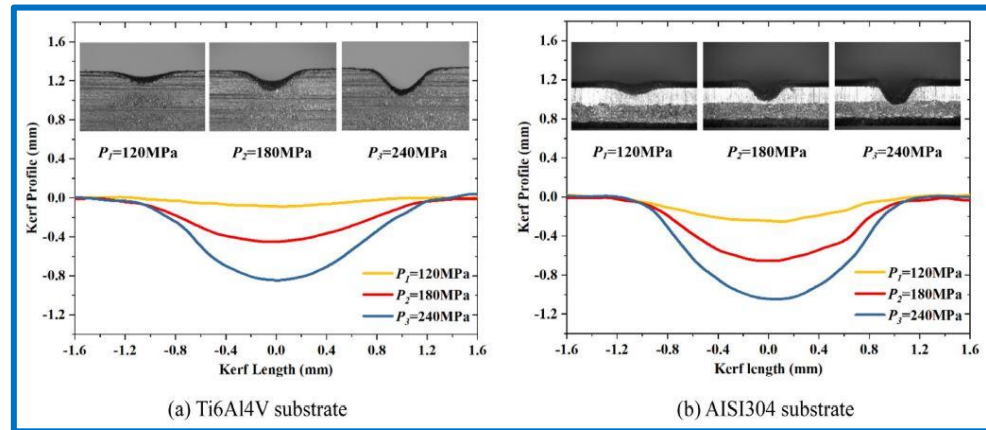 1.6
1.2
0.8
0.4
0.0
-0.4
-0.8
-1.2
Kerf Profile (mm)
P1=120MPa P2=180MPa P3=240MPa
P1=120MPa
P2=180MPa
P3=240MPa
-1.6 -1.2 -0.8 -0.4 0.0 0.4 0.8 1.2 1.6
Kerf Length (mm)
(a) Ti6Al4V substrate
1.6
1.2
0.8
0.4
0.0
-0.4
-0.8
-1.2
Kerf Profile (mm)
P1=120MPa P2=180MPa P3=240MPa
P1=120MPa
P2=180MPa
P3=240MPa
-1.6 -1.2 -0.8 -0.4 0.0 0.4 0.8 1.2 1.6
Kerf length (mm)
(b) AISI304 substrate